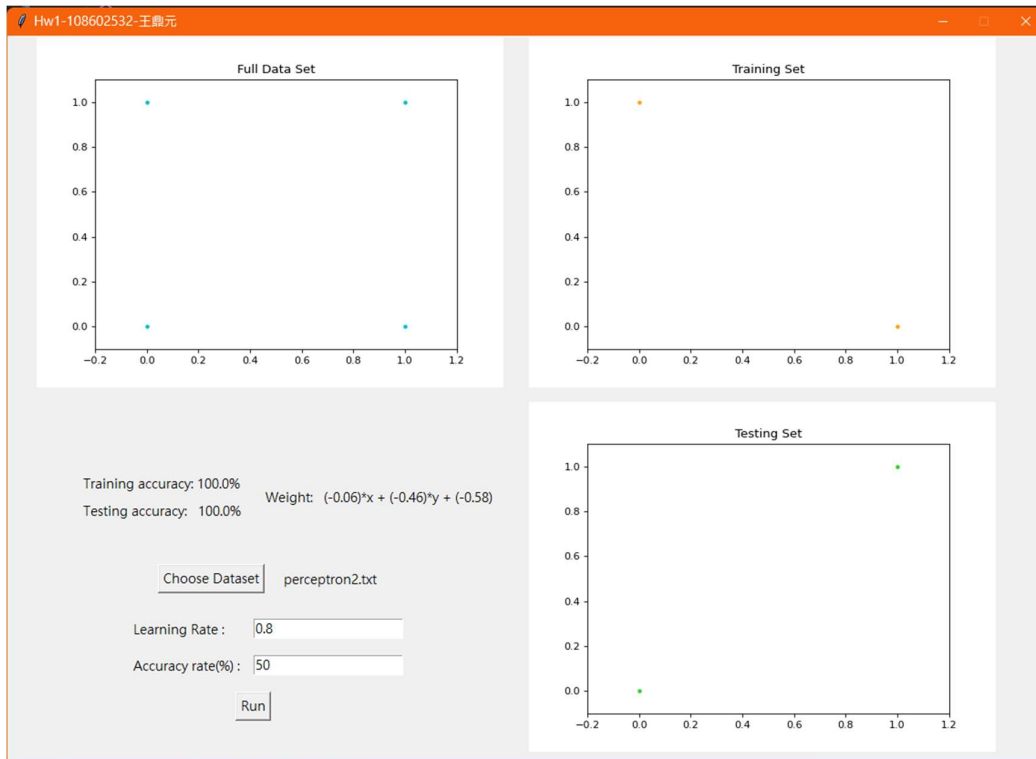 Hw1-108602532-王鼎元
Full Data Set
1.0
0.8
0.6
0.4
0.2
0.0
−0.2 0.0 0.2 0.4 0.6 0.8 1.0 1.2
Training Set
1.0
0.8
0.6
0.4
0.2
0.0
−0.2 0.0 0.2 0.4 0.6 0.8 1.0 1.2
Training accuracy: 100.0%
Testing accuracy: 100.0%
Weight: (-0.06)*x + (-0.46)*y + (-0.58)
Choose Dataset perceptron2.txt
Learning Rate : 0.8
Accuracy rate(%) : 50
Run
Testing Set
1.0
0.8
0.6
0.4
0.2
0.0
−0.2 0.0 0.2 0.4 0.6 0.8 1.0 1.2